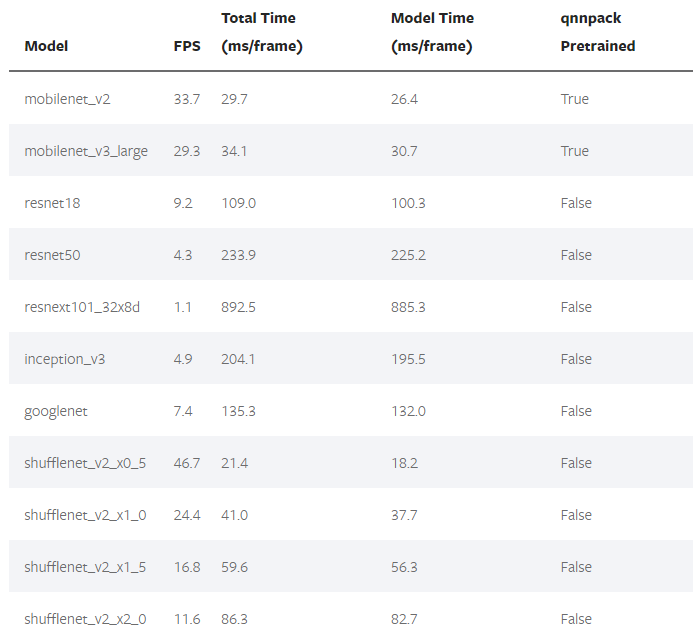 Model FPS Total Time (ms/frame) Model Time (ms/frame) qnnpack Pretrained
mobilenet_v2 33.7 29.7 26.4 True
mobilenet_v3_large 29.3 34.1 30.7 True
resnet18 9.2 109.0 100.3 False
resnet50 4.3 233.9 225.2 False
resnext101_32x8d 1.1 892.5 885.3 False
inception_v3 4.9 204.1 195.5 False
googlenet 7.4 135.3 132.0 False
shufflenet_v2_x0_5 46.7 21.4 18.2 False
shufflenet_v2_x1_0 24.4 41.0 37.7 False
shufflenet_v2_x1_5 16.8 59.6 56.3 False
shufflenet_v2_x2_0 11.6 86.3 82.7 False